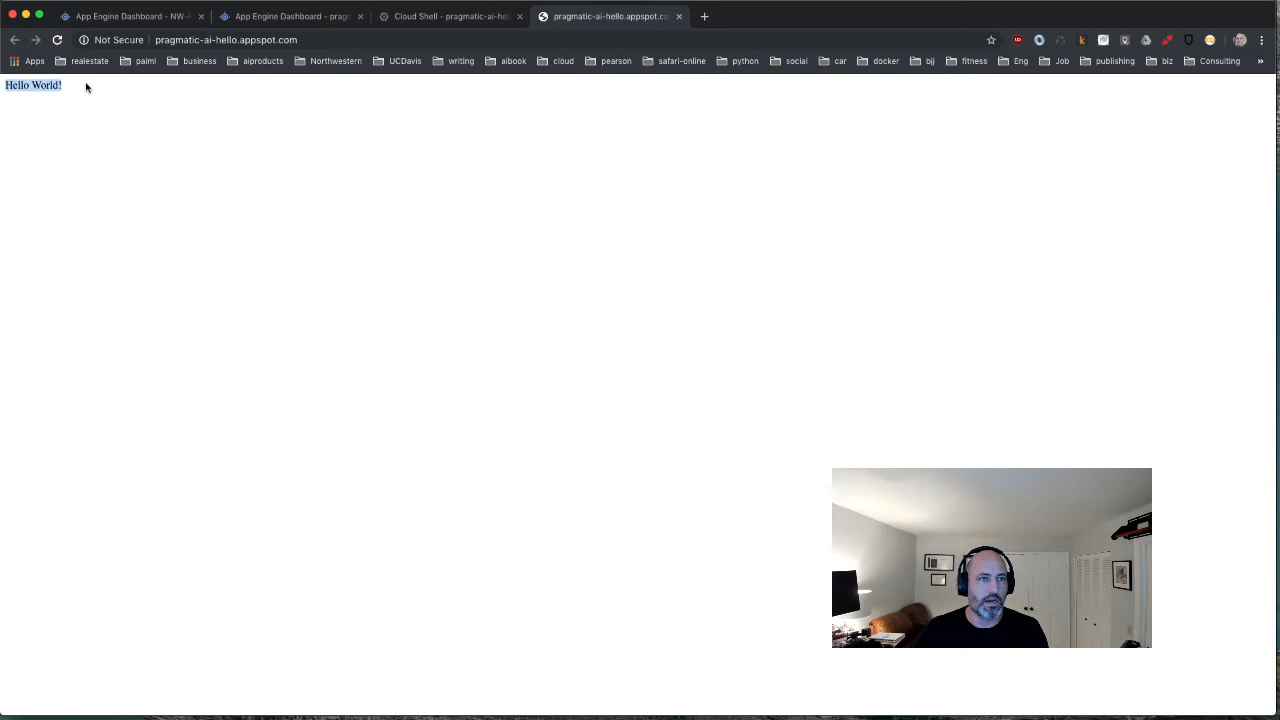 App Engine Dashboard - NW-
App Engine Dashboard - pragm
Cloud Shell - pragmatic-ai-hel
pragmatic-ai-hello.appspot.co
Not Secure
pragmatic-ai-hello.appspot.com
Apps realestate paiml business aiproducts Northwestern UCDavis writing aibook cloud pearson safari-online python social car docker bjj fitness Eng Job publishing biz Consulting »
Hello World!